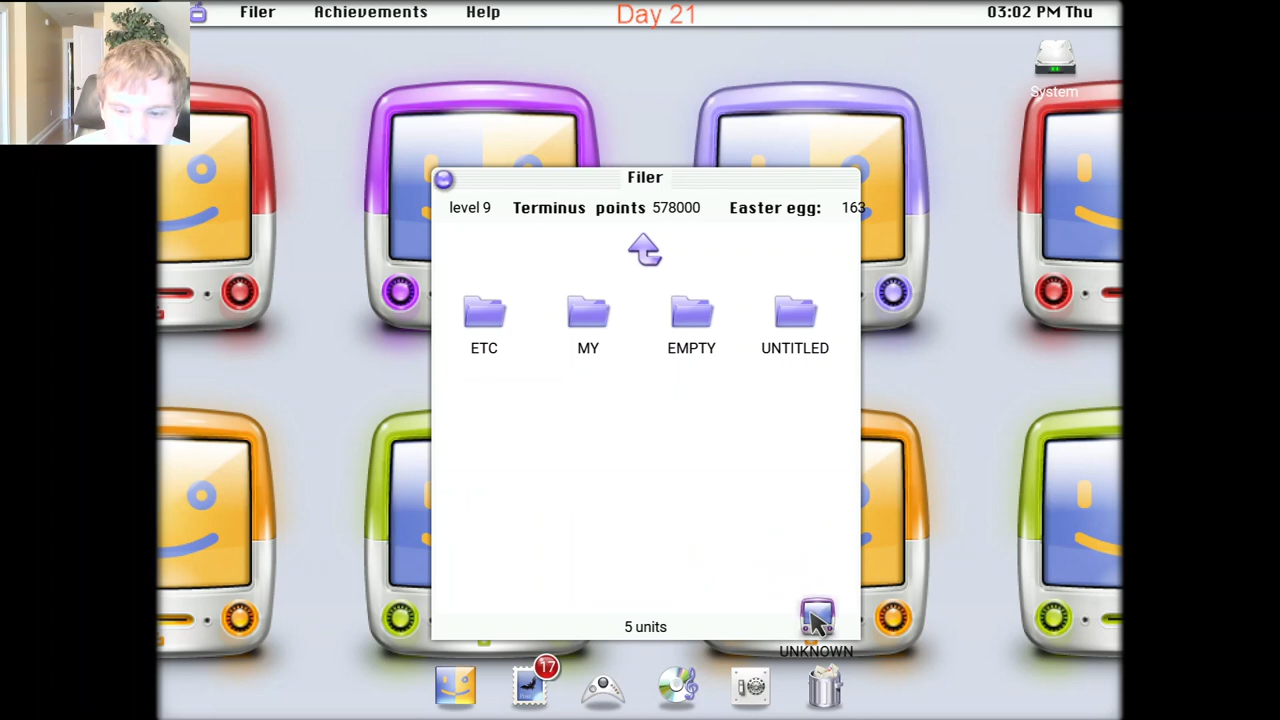 Filer Achievements Help Day 21 03:02 PM Thu
System
Filer
level 9 Terminus points 578000 Easter egg: 163
ETC MY EMPTY UNTITLED
5 units
UNKNOWN
17